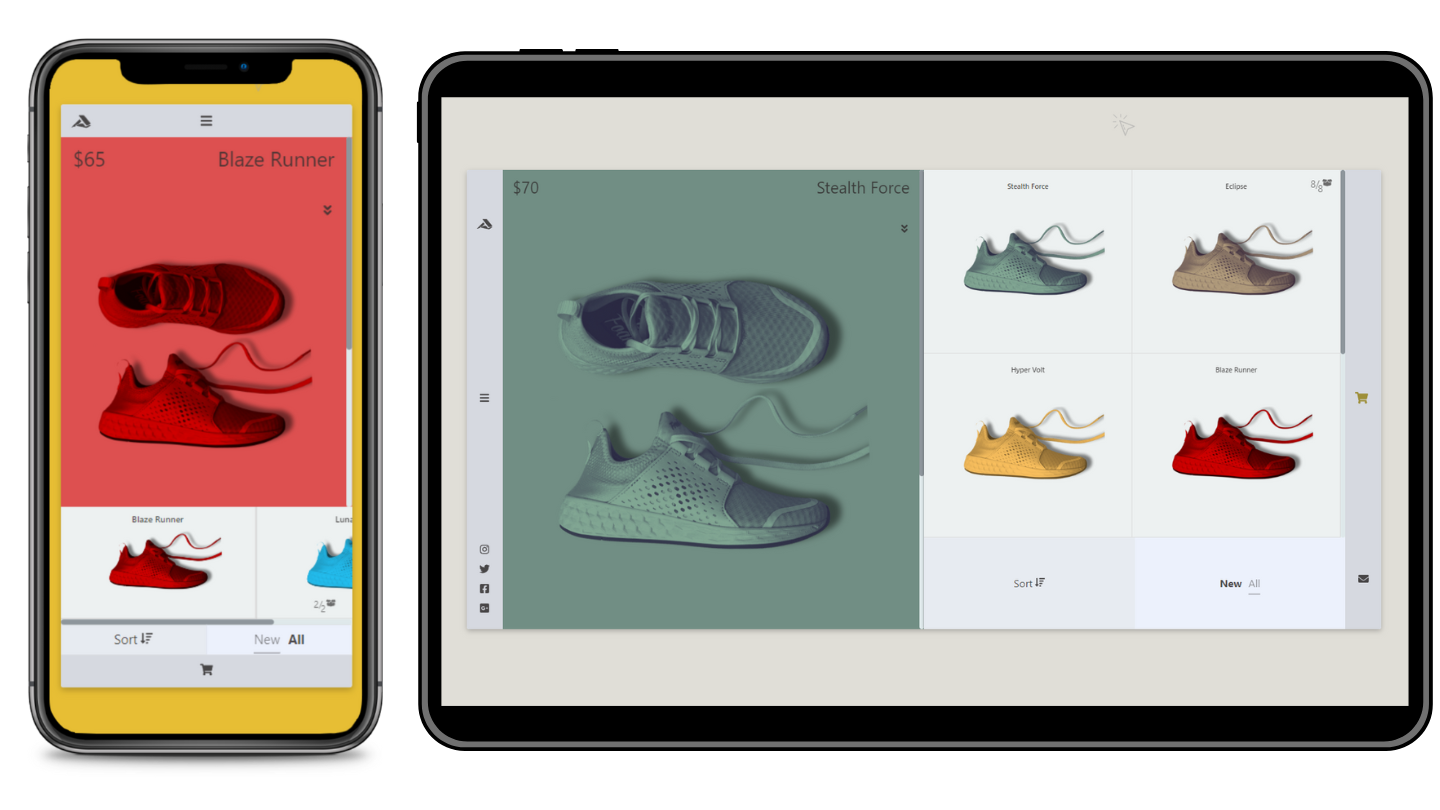 $65 Blaze Runner
Blaze Runner Luna
2/2
Sort New All
$70 Stealth Force
Stealth Force Eclipse 8/8
Hyper Volt Blaze Runner
Sort New All